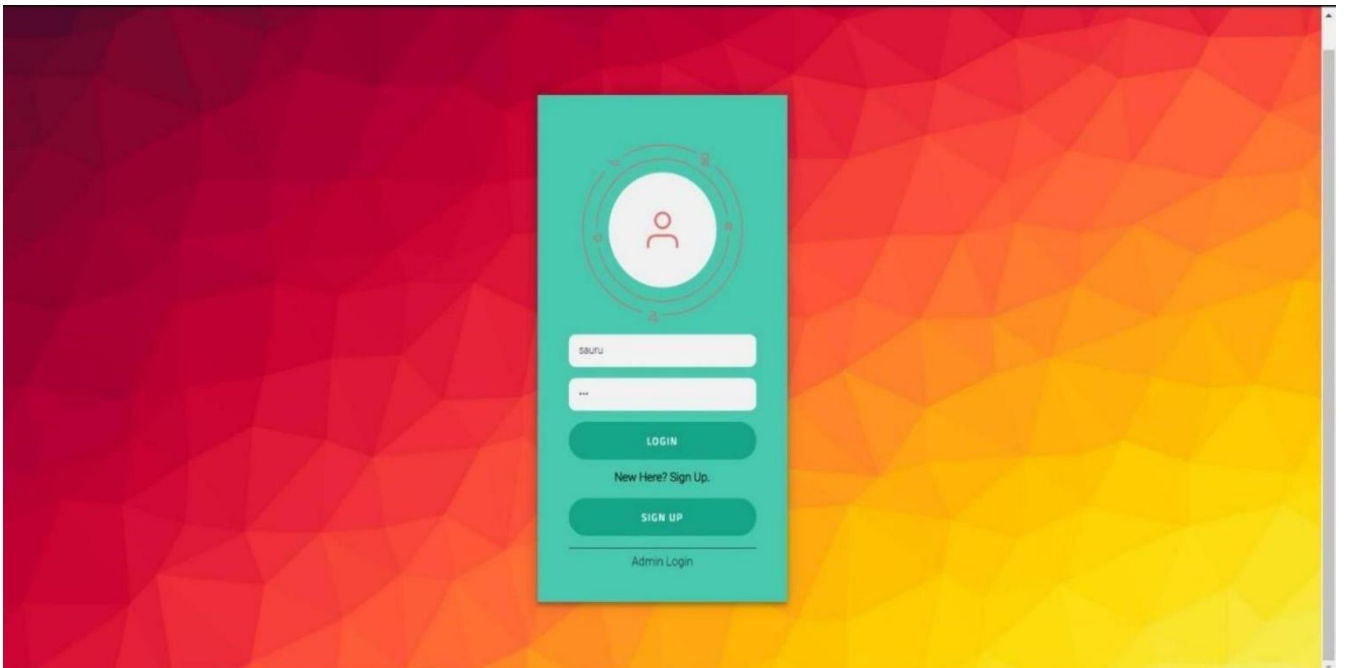 sauru
•••
LOGIN
New Here? Sign Up.
SIGN UP
Admin Login